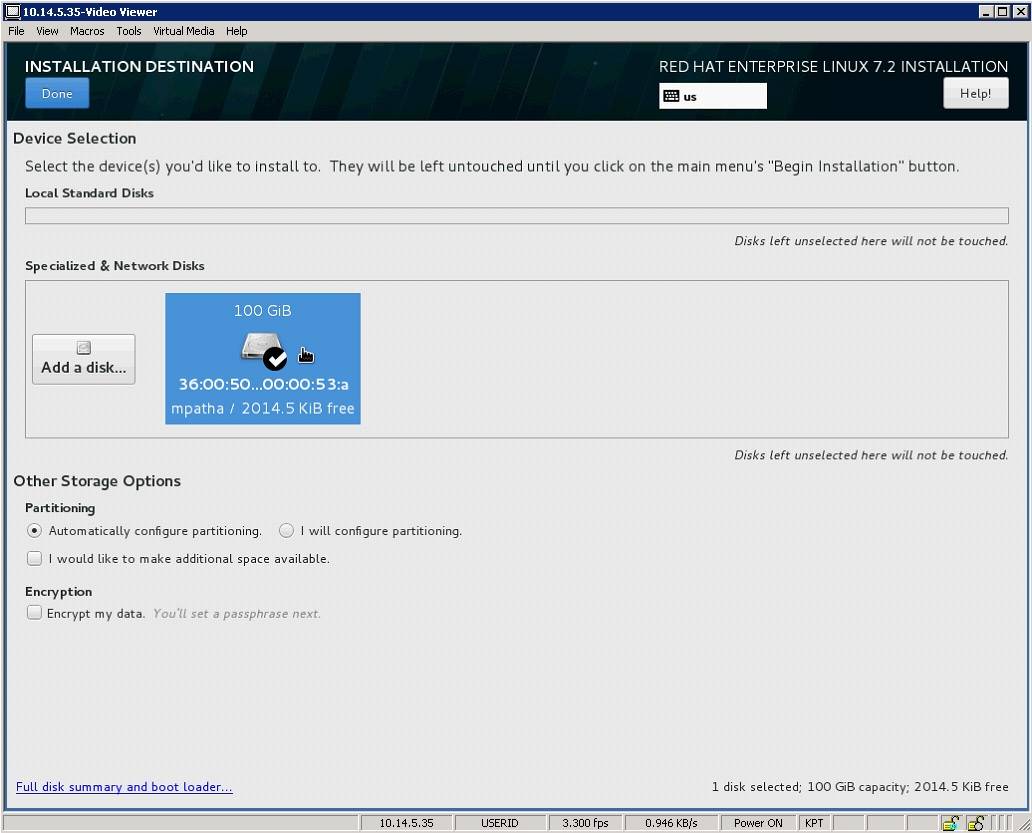 10.14.5.35-Video Viewer
File View Macros Tools Virtual Media Help
INSTALLATION DESTINATION
Done
RED HAT ENTERPRISE LINUX 7.2 INSTALLATION
us
Help!
Device Selection
Select the device(s) you'd like to install to. They will be left untouched until you click on the main menu's "Begin Installation" button.
Local Standard Disks
Disks left unselected here will not be touched.
Specialized & Network Disks
Add a disk...
100 GiB
36:00:50...00:00:53:a
mpatha / 2014.5 KiB free
Disks left unselected here will not be touched.
Other Storage Options
Partitioning
Automatically configure partitioning. I will configure partitioning.
I would like to make additional space available.
Encryption
Encrypt my data. You'll set a passphrase next.
Full disk summary and boot loader...
1 disk selected; 100 GiB capacity; 2014.5 KiB free
10.14.5.35 USERID 3.300 fps 0.946 KB/s Power ON KPT